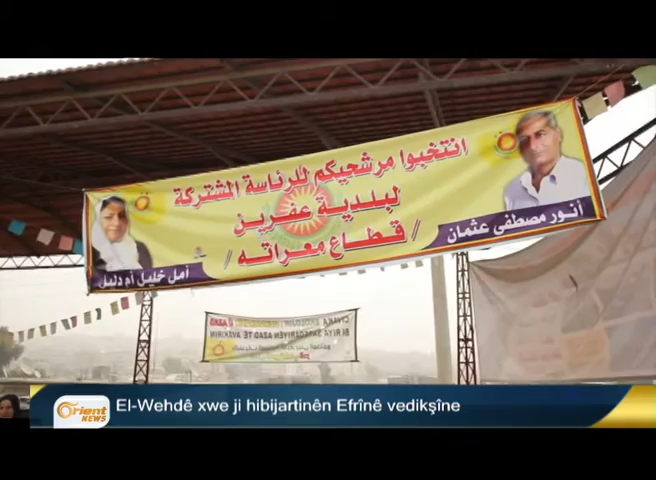 انتخبوا مرشحيكم للرئاسة المشتركة
لبلدية عفرين
/ قطاع معراته /
أنور مصطفى عثمان
أمل خليل أم دليل
Orient
NEWS
El-Wehdê xwe ji hibijartinên Efrînê vedikşîne